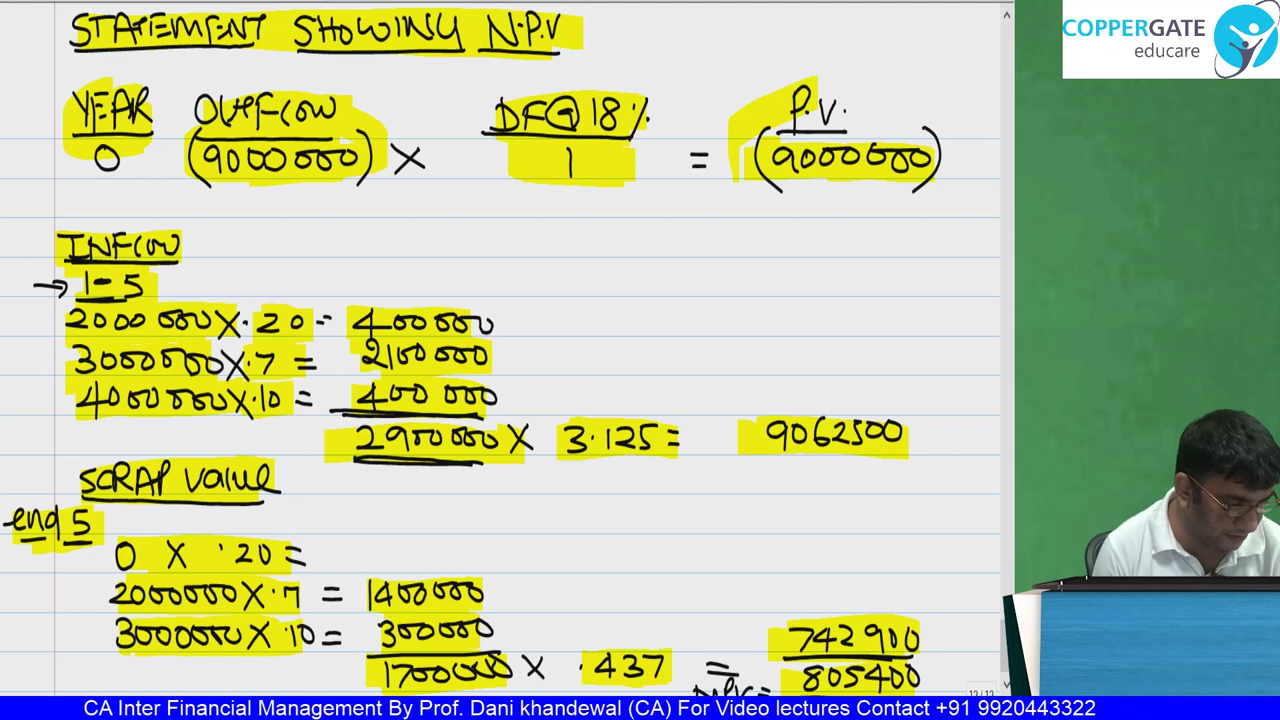 STATEMENT SHOWING N.P.V
COPPERGATE
educare
YEAR OUTFLOW DF@18% P.V.
0 (9000000) X 1 = (9000000)
INFLOW
→ 1-5
2000000 X .20 = 400000
3000000 X .7 = 2100000
4000000 X .10 = 400000
2900000 X 3.125 = 9062500
SCRAP Value
end 5
0 X .20 =
2000000 X .7 = 1400000
3000000 X .10 = 300000
742900
1700000 X .437 =
NPV = 805400
12/12
CA Inter Financial Management By Prof. Dani khandewal (CA) For Video lectures Contact +91 9920443322